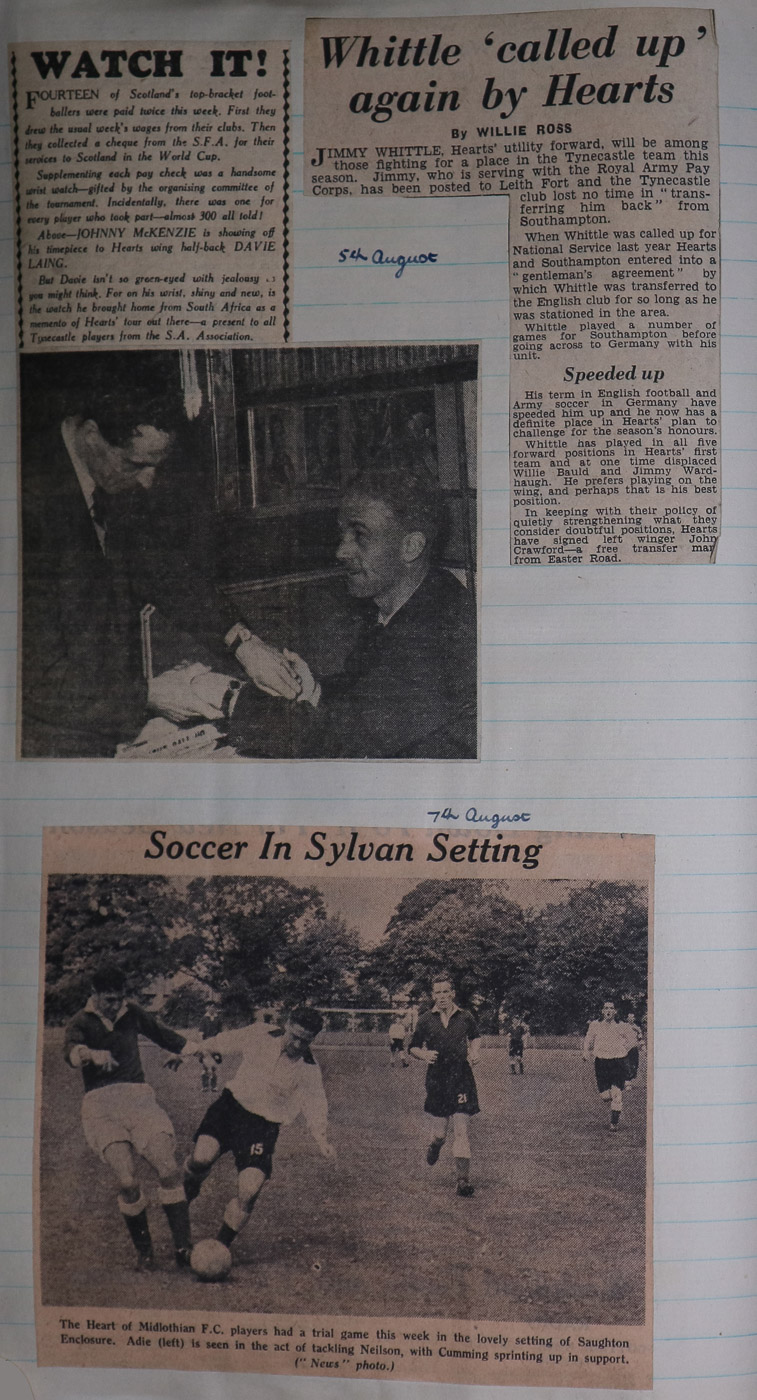 WATCH IT!
FOURTEEN of Scotland's top-bracket foot-
ballers were paid twice this week. First they
drew the usual week's wages from their clubs. Then
they collected a cheque from the S.F.A. for their
services to Scotland in the World Cup.
Supplementing each pay check was a handsome
wrist watch—gifted by the organising committee of
the tournament. Incidentally, there was one for
every player who took part—almost 300 all told!
Above—JOHNNY McKENZIE is showing off
his timepiece to Hearts wing half-back DAVIE
LAING.
But Davie isn't so green-eyed with jealousy as
you might think. For on his wrist, shiny and new, is
the watch he brought home from South Africa as a
memento of Hearts' tour out there—a present to all
Tynecastle players from the S.A. Association.
Whittle 'called up'
again by Hearts
By WILLIE ROSS
JIMMY WHITTLE, Hearts' utility forward, will be among
those fighting for a place in the Tynecastle team this
season. Jimmy, who is serving with the Royal Army Pay
Corps, has been posted to Leith Fort and the Tynecastle
club lost no time in "trans-
ferring him back" from
Southampton.
When Whittle was called up for
National Service last year Hearts
and Southampton entered into a
"gentleman's agreement" by
which Whittle was transferred to
the English club for so long as he
was stationed in the area.
Whittle played a number of
games for Southampton before
going across to Germany with his
unit.
Speeded up
His term in English football and
Army soccer in Germany have
speeded him up and he now has a
definite place in Hearts' plan to
challenge for the season's honours.
Whittle has played in all five
forward positions in Hearts' first
team and at one time displaced
Willie Bauld and Jimmy Ward-
haugh. He prefers playing on the
wing, and perhaps that is his best
position.
In keeping with their policy of
quietly strengthening what they
consider doubtful positions, Hearts
have signed left winger John
Crawford—a free transfer man
from Easter Road.
5th August
7th August
Soccer In Sylvan Setting
15
21
The Heart of Midlothian F.C. players had a trial game this week in the lovely setting of Saughton
Enclosure. Adie (left) is seen in the act of tackling Neilson, with Cumming sprinting up in support.
("News" photo.)